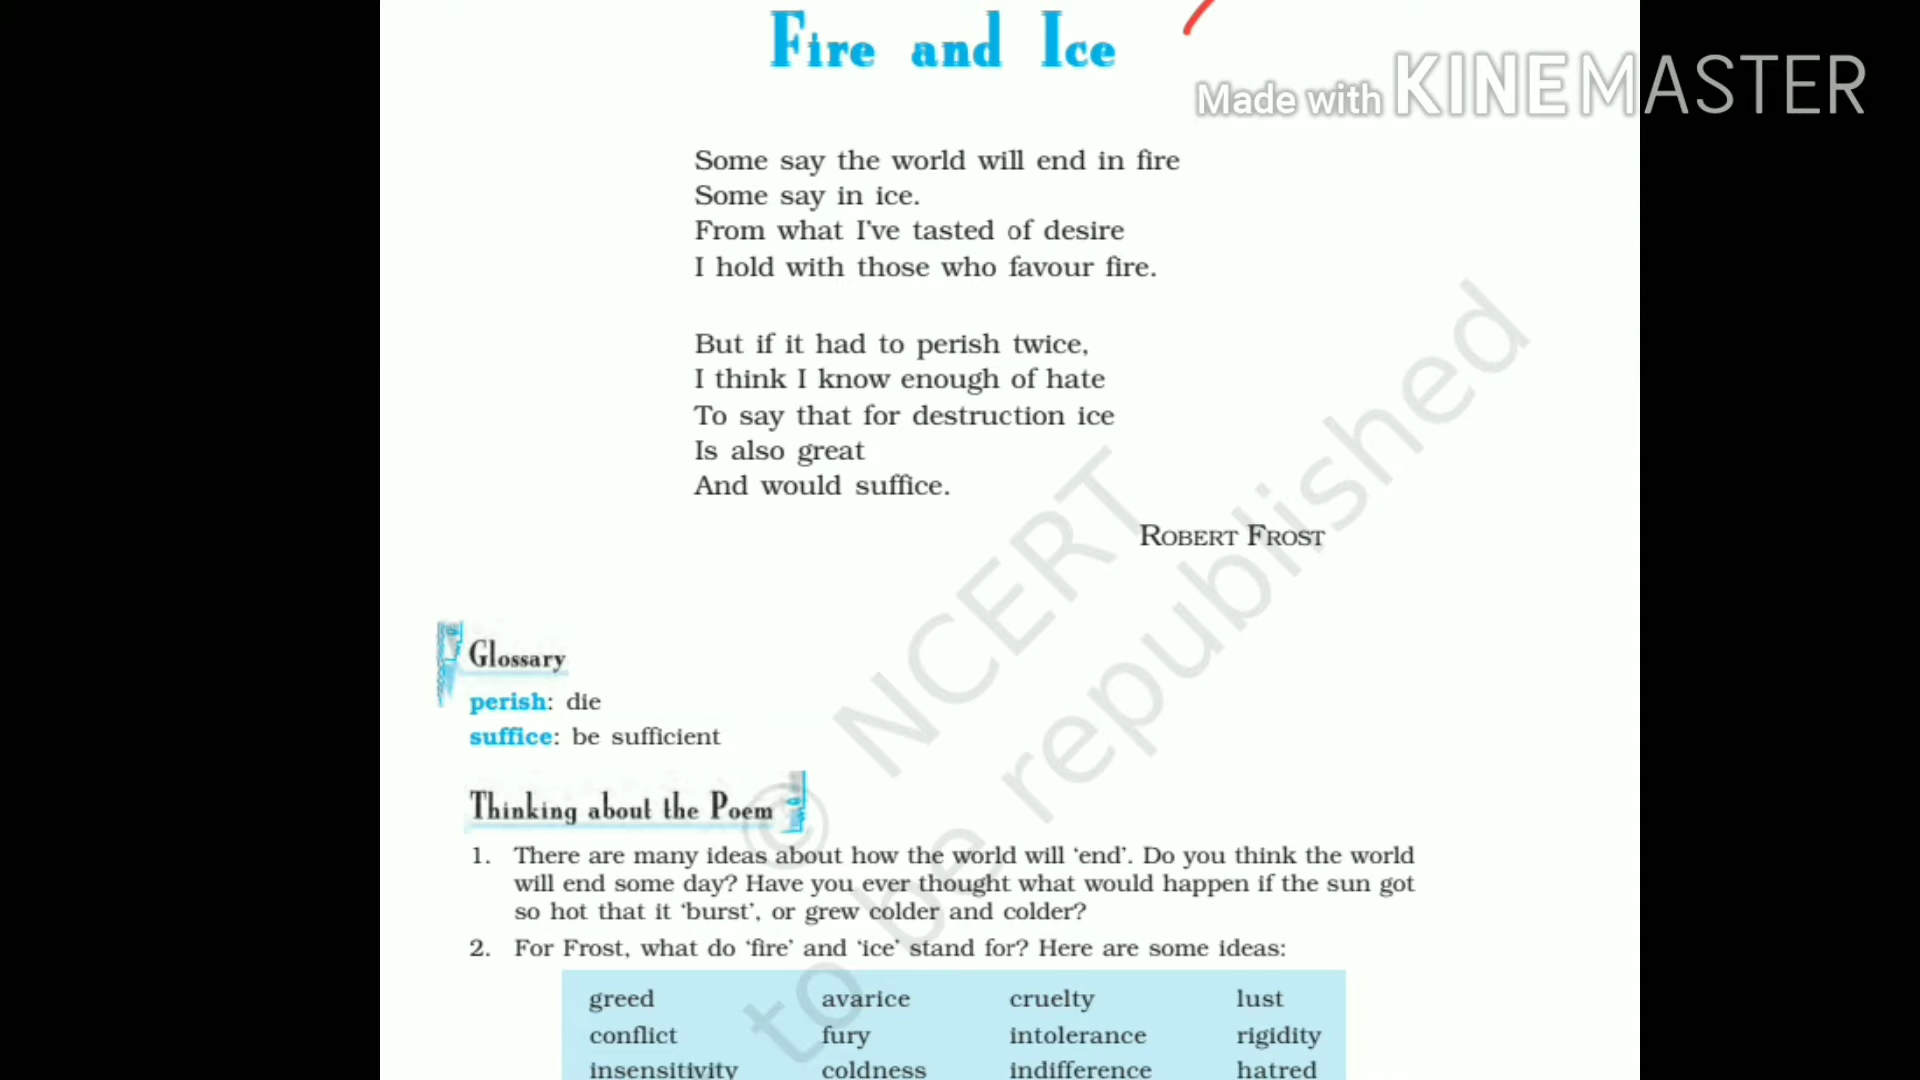 Fire and Ice
Made with KINEMASTER
Some say the world will end in fire
Some say in ice.
From what I've tasted of desire
I hold with those who favour fire.
But if it had to perish twice,
I think I know enough of hate
To say that for destruction ice
Is also great
And would suffice.
ROBERT FROST
Glossary
perish: die
suffice: be sufficient
Thinking about the Poem
1. There are many ideas about how the world will ‘end’. Do you think the world
will end some day? Have you ever thought what would happen if the sun got
so hot that it ‘burst’, or grew colder and colder?
2. For Frost, what do ‘fire’ and ‘ice’ stand for? Here are some ideas:
greed avarice cruelty lust
conflict fury intolerance rigidity
insensitivity coldness indifference hatred
© NCERT
to be republished